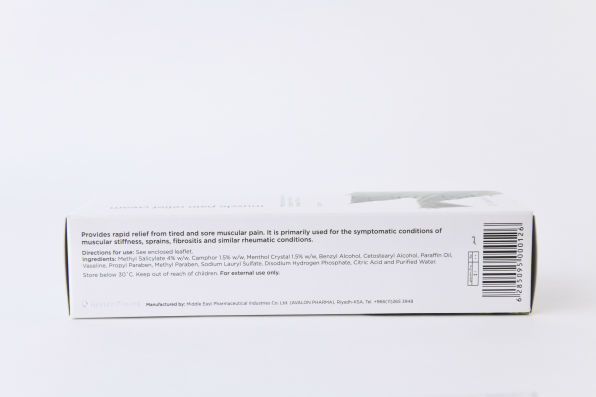 Provides rapid relief from tired and sore muscular pain. It is primarily used for the symptomatic conditions of
muscular stiffness, sprains, fibrositis and similar rheumatic conditions.
Directions for use: See enclosed leaflet.
Ingredients: Methyl Salicylate 4% w/w, Camphor 1.5% w/w, Menthol Crystal 1.5% w/w, Benzyl Alcohol, Cetostearyl Alcohol, Paraffin Oil,
Vaseline, Propyl Paraben, Methyl Paraben, Sodium Lauryl Sulfate, Disodium Hydrogen Phosphate, Citric Acid and Purified Water.
Store below 30°C. Keep out of reach of children. For external use only.
Manufactured by: Middle East Pharmaceutical Industries Co. Ltd. (AVALON PHARMA), Riyadh-KSA, Tel. +966(11)265 3948
6 285095 000126